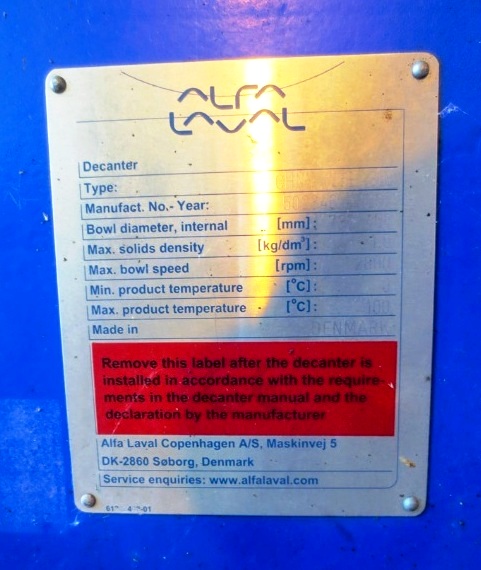 ALFA
LAVAL
Decanter
Type:
Manufact. No.- Year:
Bowl diameter, internal [mm]:
Max. solids density [kg/dm³]:
Max. bowl speed [rpm]:
Min. product temperature [°C]:
Max. product temperature [°C]: 100
Made in DENMARK
Remove this label after the decanter is
installed in accordance with the require-
ments in the decanter manual and the
declaration by the manufacturer
Alfa Laval Copenhagen A/S, Maskinvej 5
DK-2860 Søborg, Denmark
Service enquiries: www.alfalaval.com